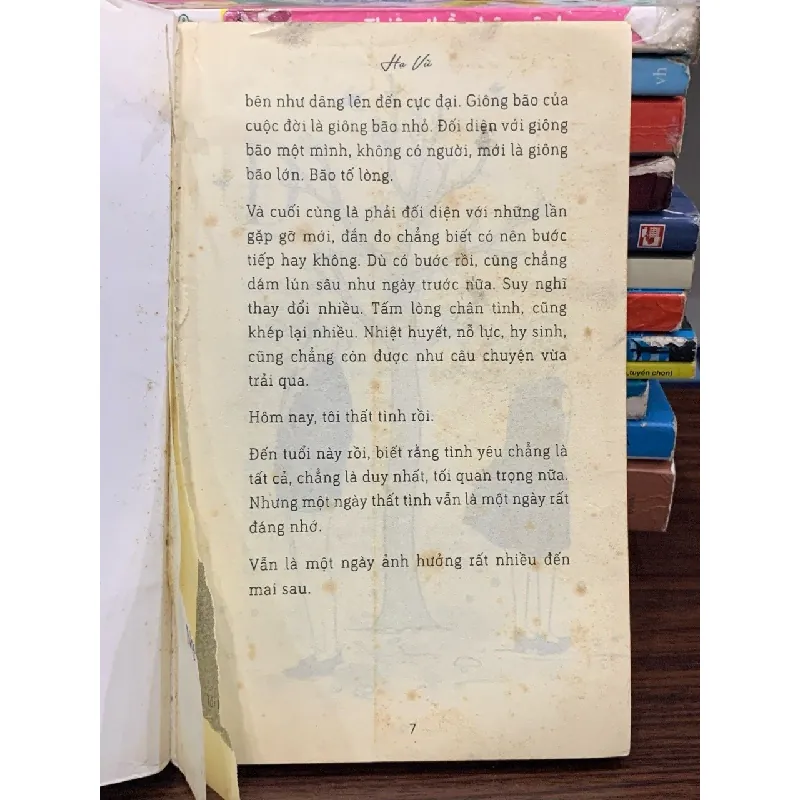 Hạ Vũ
bên như dâng lên đến cực đại. Giông bão của
cuộc đời là giông bão nhỏ. Đối diện với giông
bão một mình, không có người, mới là giông
bão lớn. Bão tố lòng.
Và cuối cùng là phải đối diện với những lần
gặp gỡ mới, đắn đo chẳng biết có nên bước
tiếp hay không. Dù có bước rồi, cũng chẳng
dám lún sâu như ngày trước nữa. Suy nghĩ
thay đổi nhiều. Tấm lòng chân tình, cũng
khép lại nhiều. Nhiệt huyết, nỗ lực, hy sinh,
cũng chẳng còn được như câu chuyện vừa
trải qua.
Hôm nay, tôi thất tình rồi.
Đến tuổi này rồi, biết rằng tình yêu chẳng là
tất cả, chẳng là duy nhất, tối quan trọng nữa.
Nhưng một ngày thất tình vẫn là một ngày rất
đáng nhớ.
Vẫn là một ngày ảnh hưởng rất nhiều đến
mai sau.
7
vh
tuyển phạm